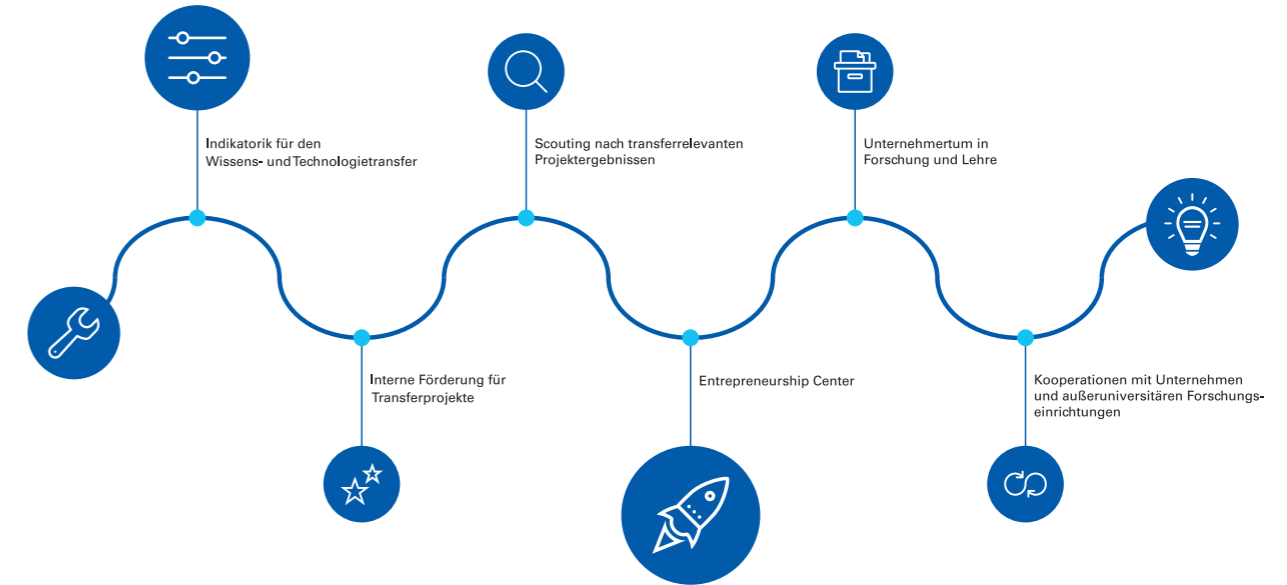 Indikatorik für den
Wissens- und Technologietransfer
Scouting nach transferrelevanten
Projektergebnissen
Unternehmertum in
Forschung und Lehre
Interne Förderung für
Transferprojekte
Entrepreneurship Center
Kooperationen mit Unternehmen
und außeruniversitären Forschungs-
einrichtungen